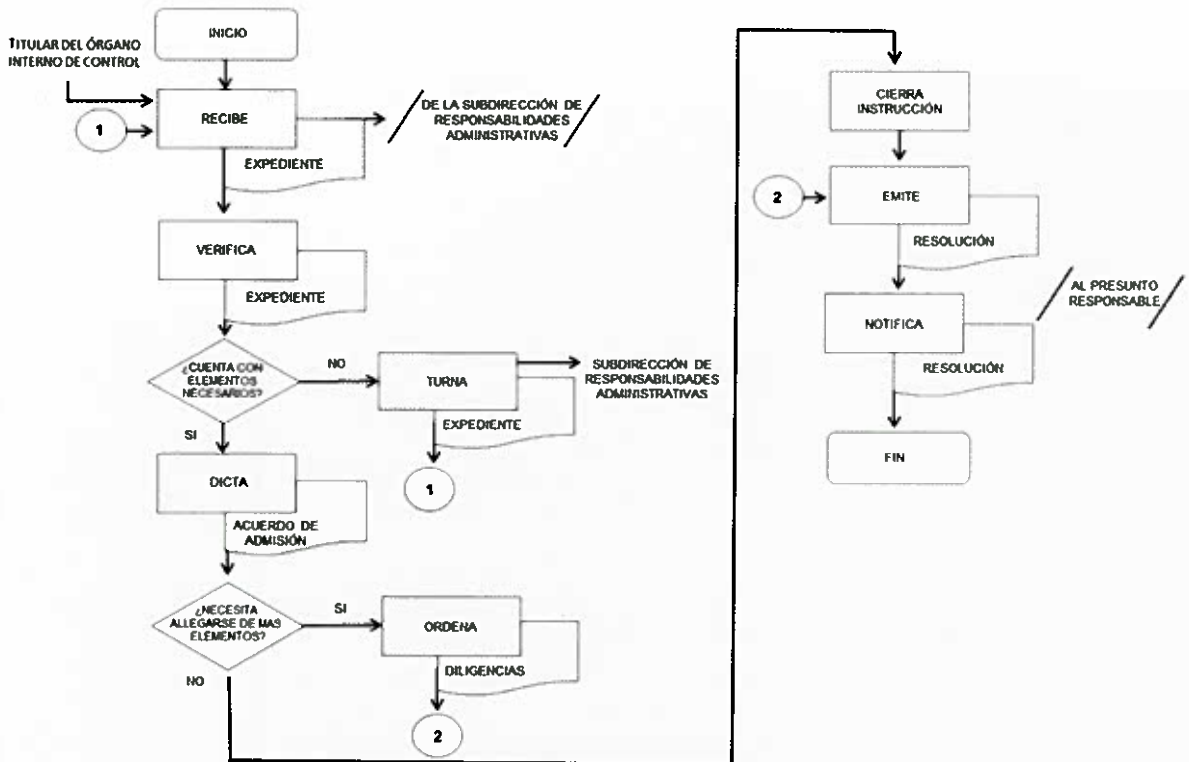 INICIO
TITULAR DEL ÓRGANO
INTERNO DE CONTROL
1
RECIBE
DE LA SUBDIRECCIÓN DE
RESPONSABILIDADES
ADMINISTRATIVAS
EXPEDIENTE
VERIFICA
EXPEDIENTE
¿CUENTA CON
ELEMENTOS
NECESARIOS?
NO
TURNA
SUBDIRECCIÓN DE
RESPONSABILIDADES
ADMINISTRATIVAS
EXPEDIENTE
1
SI
DICTA
ACUERDO DE
ADMISIÓN
¿NECESITA
ALLEGARSE DE MAS
ELEMENTOS?
SI
ORDENA
DILIGENCIAS
2
NO
CIERRA
INSTRUCCIÓN
2
EMITE
RESOLUCIÓN
NOTIFICA
AL PRESUNTO
RESPONSABLE
RESOLUCIÓN
FIN